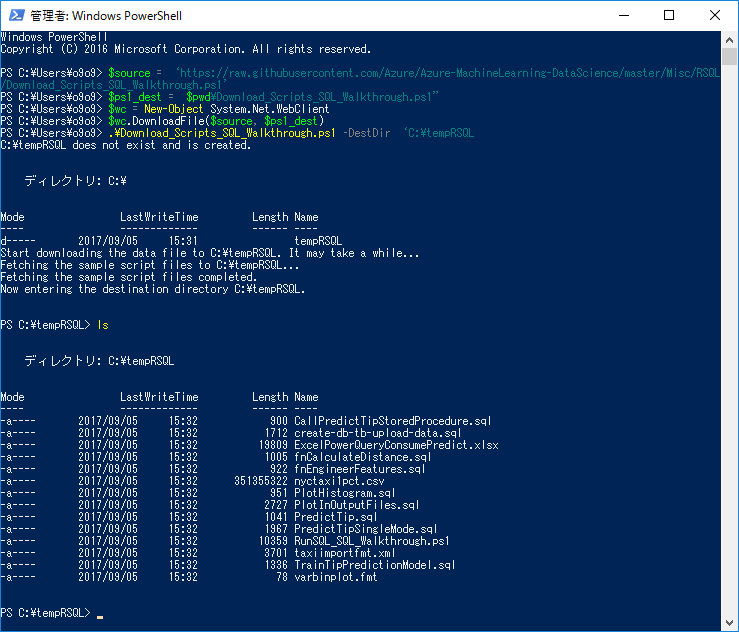 管理者: Windows PowerShell
Windows PowerShell
Copyright (C) 2016 Microsoft Corporation. All rights reserved.
PS C:¥Users¥o9o9> $source = ‘https://raw.githubusercontent.com/Azure/Azure-MachineLearning-DataScience/master/Misc/RSQL
/Download_Scripts_SQL_Walkthrough.ps1’
PS C:¥Users¥o9o9> $ps1_dest = “$pwd¥Download_Scripts_SQL_Walkthrough.ps1”
PS C:¥Users¥o9o9> $wc = New-Object System.Net.WebClient
PS C:¥Users¥o9o9> $wc.DownloadFile($source, $ps1_dest)
PS C:¥Users¥o9o9> .¥Download_Scripts_SQL_Walkthrough.ps1 -DestDir ‘C:¥tempRSQL
C:¥tempRSQL does not exist and is created.
ディレクトリ: C:¥
Mode LastWriteTime Length Name
---- ------------- ------ ----
d----- 2017/09/05 15:31 tempRSQL
Start downloading the data file to C:¥tempRSQL. It may take a while...
Fetching the sample script files to C:¥tempRSQL...
Fetching the sample script files completed.
Now entering the destination directory C:¥tempRSQL.
PS C:¥tempRSQL> ls
ディレクトリ: C:¥tempRSQL
Mode LastWriteTime Length Name
---- ------------- ------ ----
-a---- 2017/09/05 15:32 900 CallPredictTipStoredProcedure.sql
-a---- 2017/09/05 15:32 1712 create-db-tb-upload-data.sql
-a---- 2017/09/05 15:32 19809 ExcelPowerQueryConsumePredict.xlsx
-a---- 2017/09/05 15:32 1005 fnCalculateDistance.sql
-a---- 2017/09/05 15:32 922 fnEngineerFeatures.sql
-a---- 2017/09/05 15:32 351355322 nyctaxi1pct.csv
-a---- 2017/09/05 15:32 951 PlotHistogram.sql
-a---- 2017/09/05 15:32 2727 PlotInOutputFiles.sql
-a---- 2017/09/05 15:32 1041 PredictTip.sql
-a---- 2017/09/05 15:32 1967 PredictTipSingleMode.sql
-a---- 2017/09/05 15:32 10359 RunSQL_SQL_Walkthrough.ps1
-a---- 2017/09/05 15:32 3701 taxiimportfmt.xml
-a---- 2017/09/05 15:32 1336 TrainTipPredictionModel.sql
-a---- 2017/09/05 15:32 78 varbinplot.fmt
PS C:¥tempRSQL> _